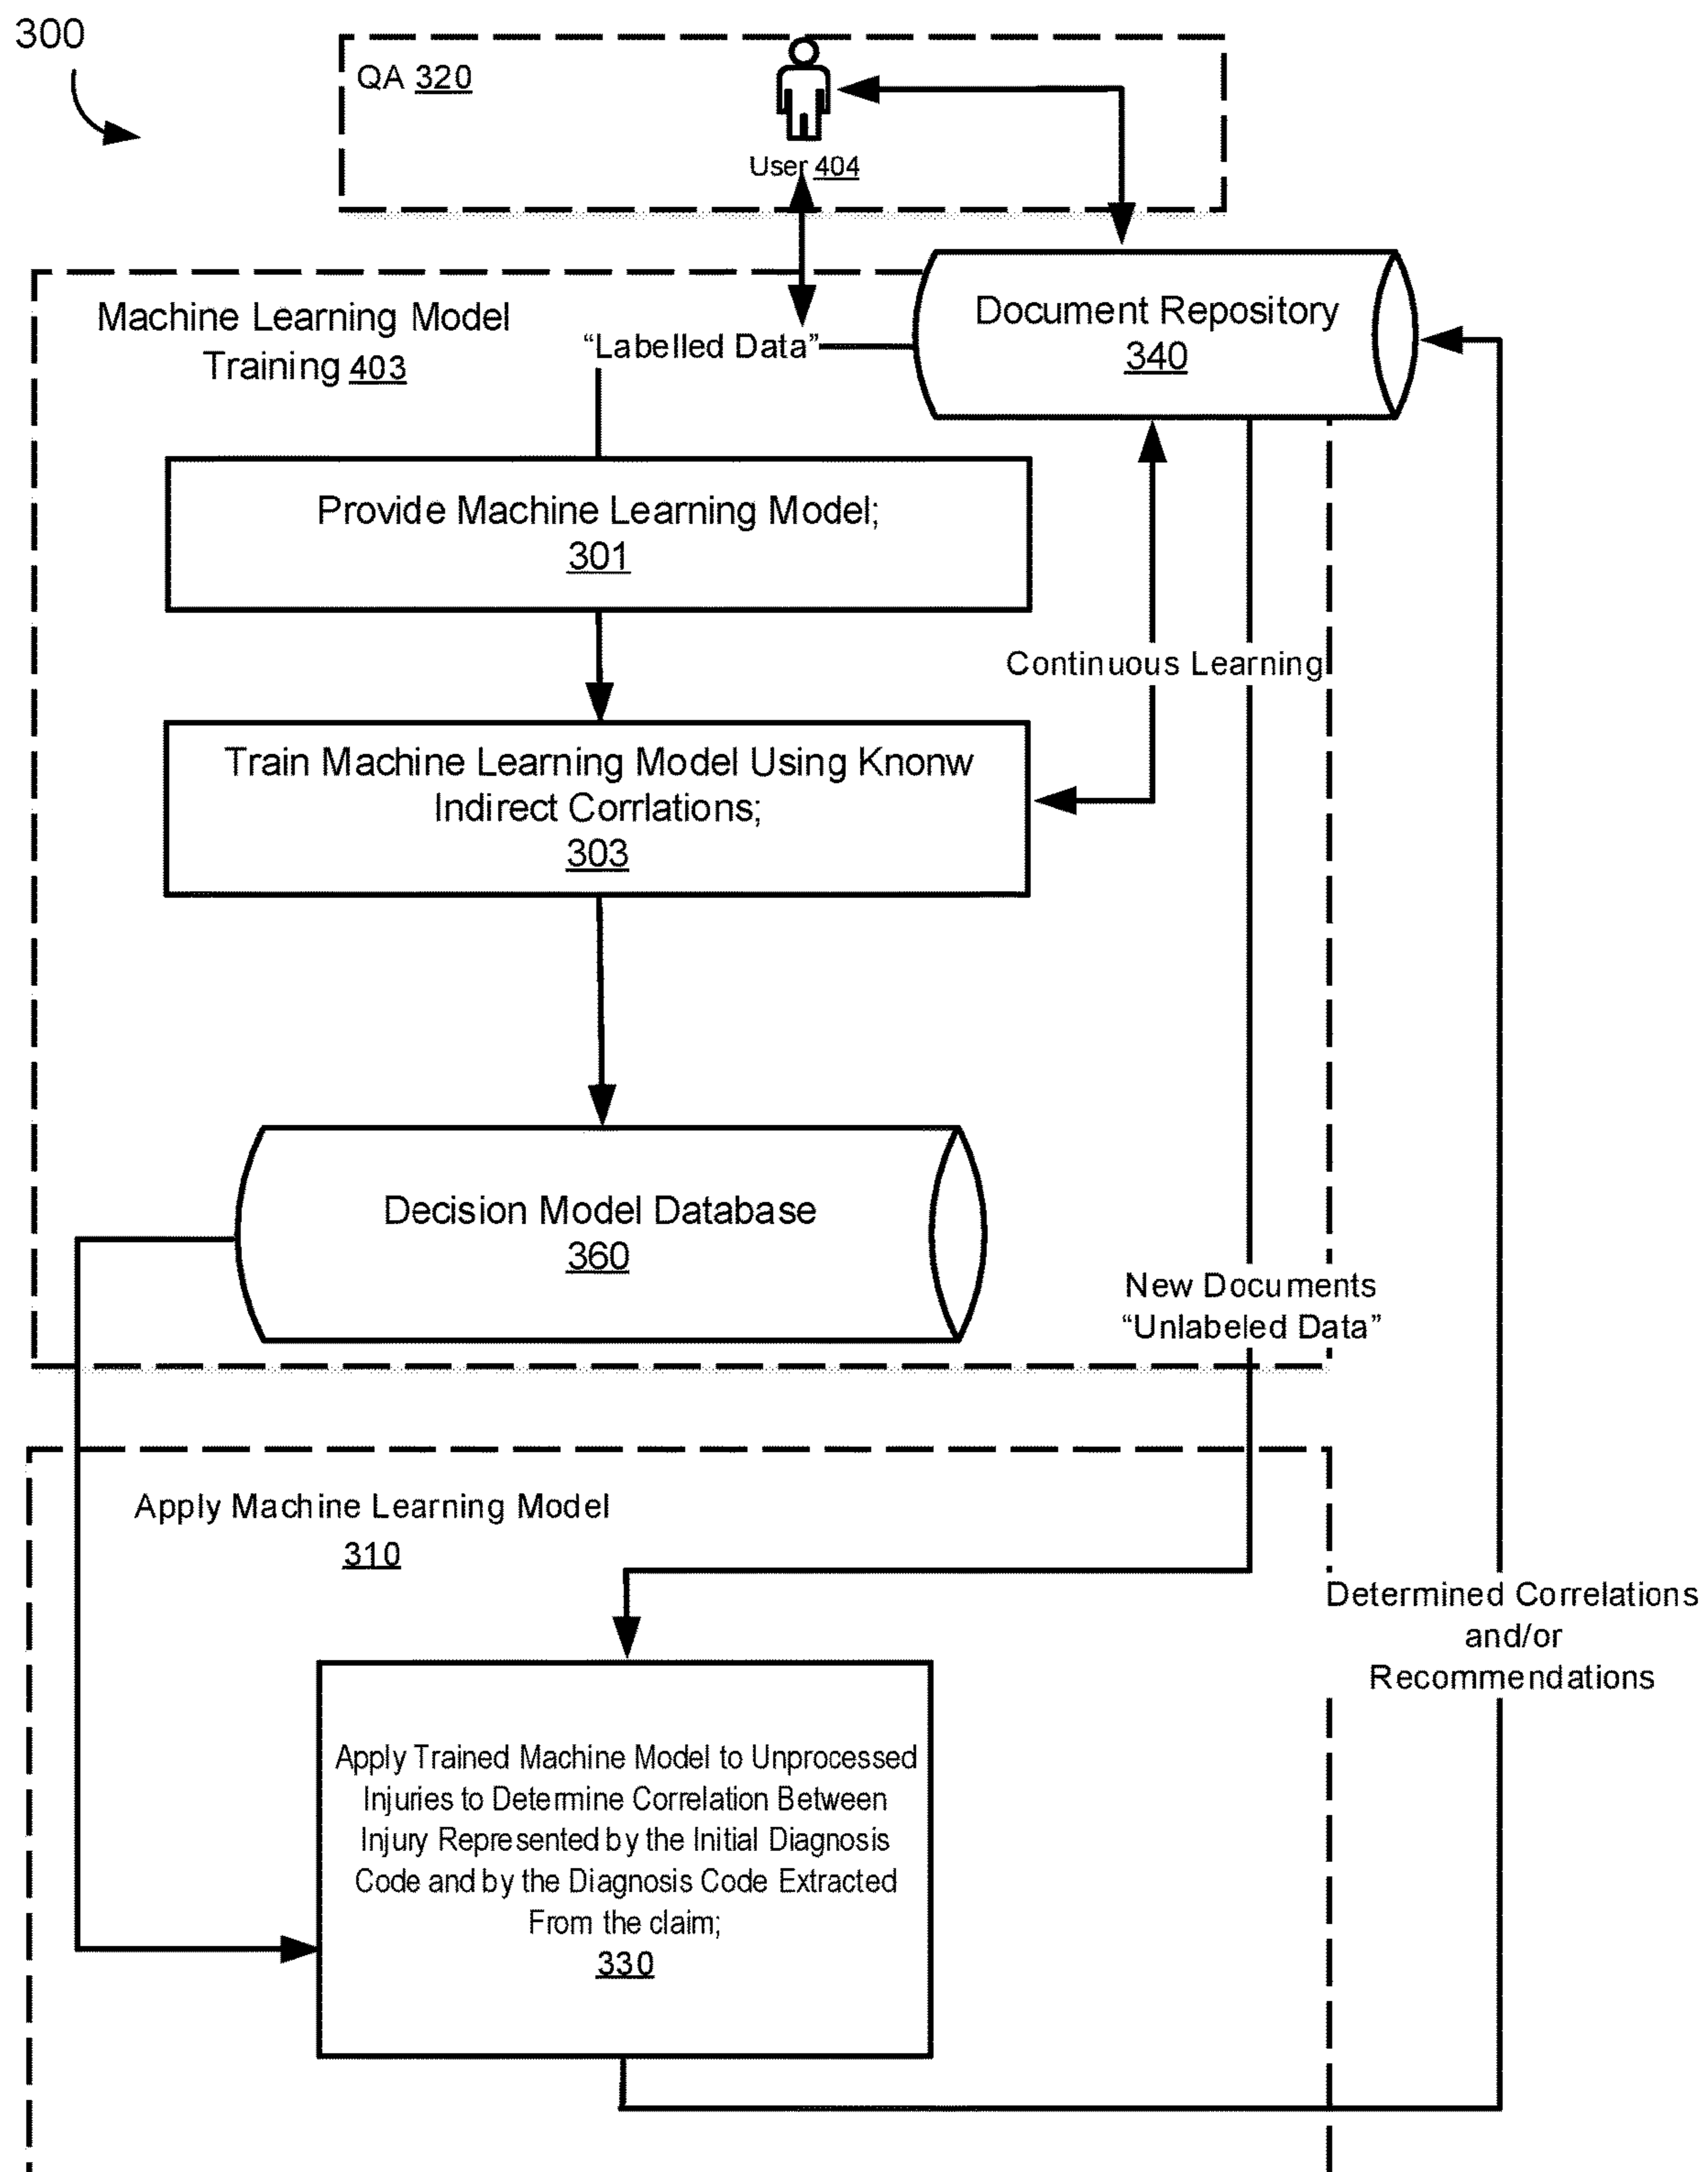 300
QA 320
User 404
Machine Learning Model
Training 403
“Labelled Data”
Document Repository
340
Provide Machine Learning Model;
301
Continuous Learning
Train Machine Learning Model Using Knonw
Indirect Corrlations;
303
Decision Model Database
360
New Documents
“Unlabeled Data”
Apply Machine Learning Model
310
Determined Correlations
and/or
Recommendations
Apply Trained Machine Model to Unprocessed
Injuries to Determine Correlation Between
Injury Represented by the Initial Diagnosis
Code and by the Diagnosis Code Extracted
From the claim;
330